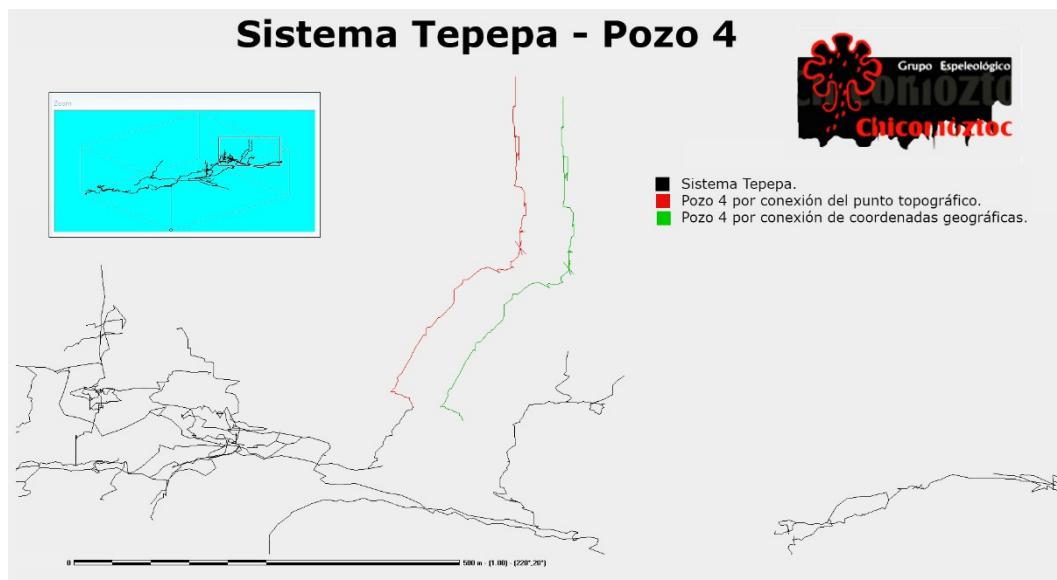 Sistema Tepepa - Pozo 4
Zoom
Grupo Espeleológico
Chicomoztoc
Chicomóztoc
Sistema Tepepa.
Pozo 4 por conexión del punto topográfico.
Pozo 4 por conexión de coordenadas geográficas.
0 500 m - (1.00) - (220°,20°)